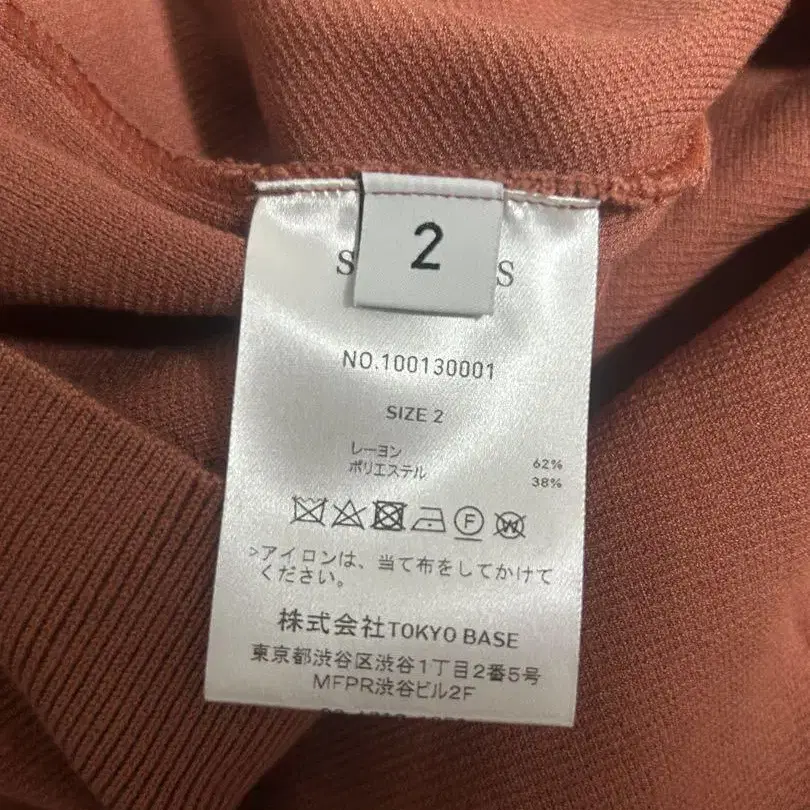 2
NO.100130001
SIZE 2
レーヨン 62%
ポリエステル 38%
>アイロンは、当て布をしてかけて
ください。
株式会社TOKYO BASE
東京都渋谷区渋谷1丁目2番5号
MFPR渋谷ビル2F